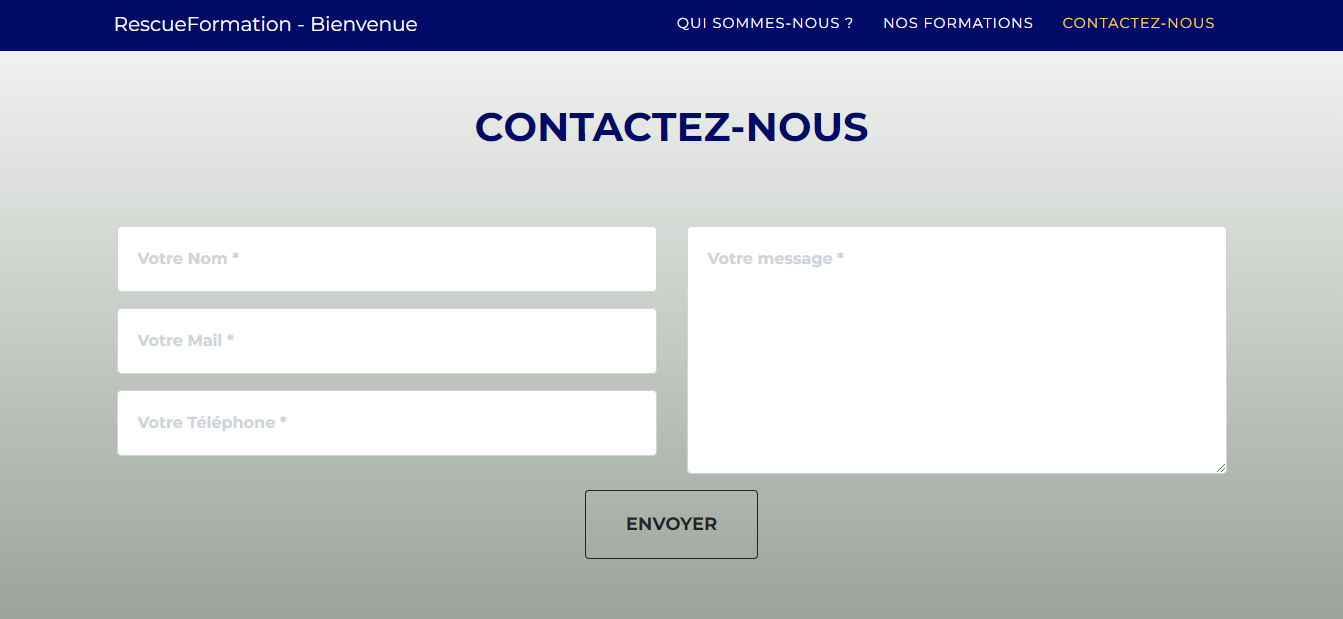 RescueFormation - Bienvenue
QUI SOMMES-NOUS ?
NOS FORMATIONS
CONTACTEZ-NOUS
CONTACTEZ-NOUS
Votre Nom *
Votre Mail *
Votre Téléphone *
Votre message *
ENVOYER